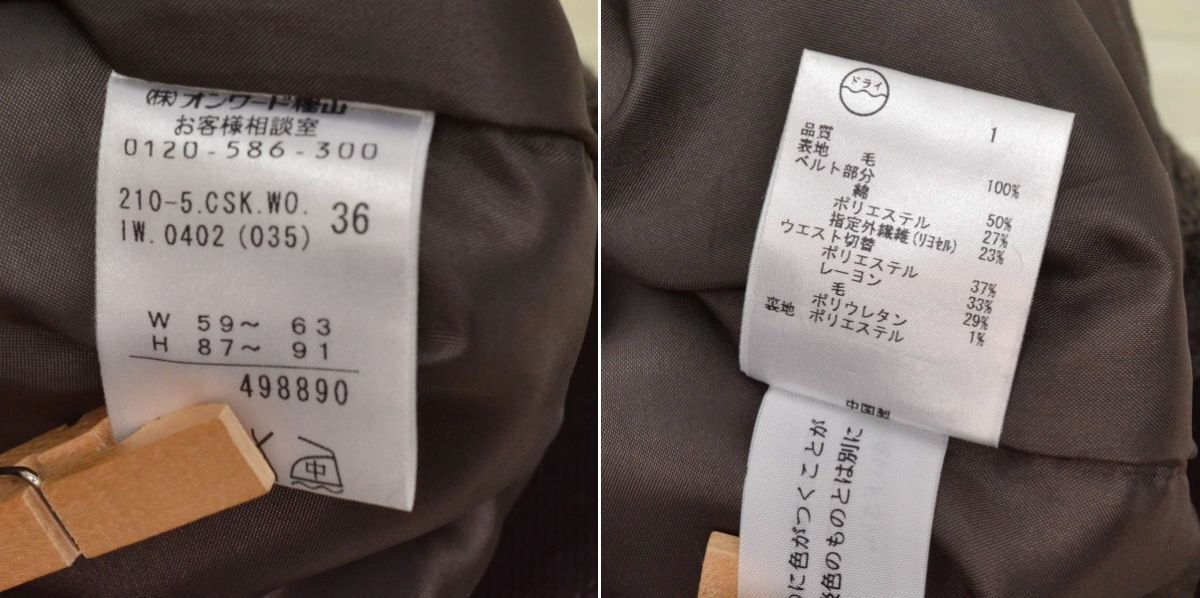 (株)オンワード樫山
お客様相談室
0120-586-300
210-5.CSK.WO. 36
IW.0402(035)
W 59～ 63
H 87～ 91
498890
中
ドライ
1
品質
表地 毛 100%
ベルト部分
綿 50%
ポリエステル 27%
指定外繊維(リヨセル) 23%
ウエスト切替
ポリエステル 37%
レーヨン 33%
毛 29%
ポリウレタン 1%
裏地 ポリエステル
中国製
に色がつくことが
色のものとは別に